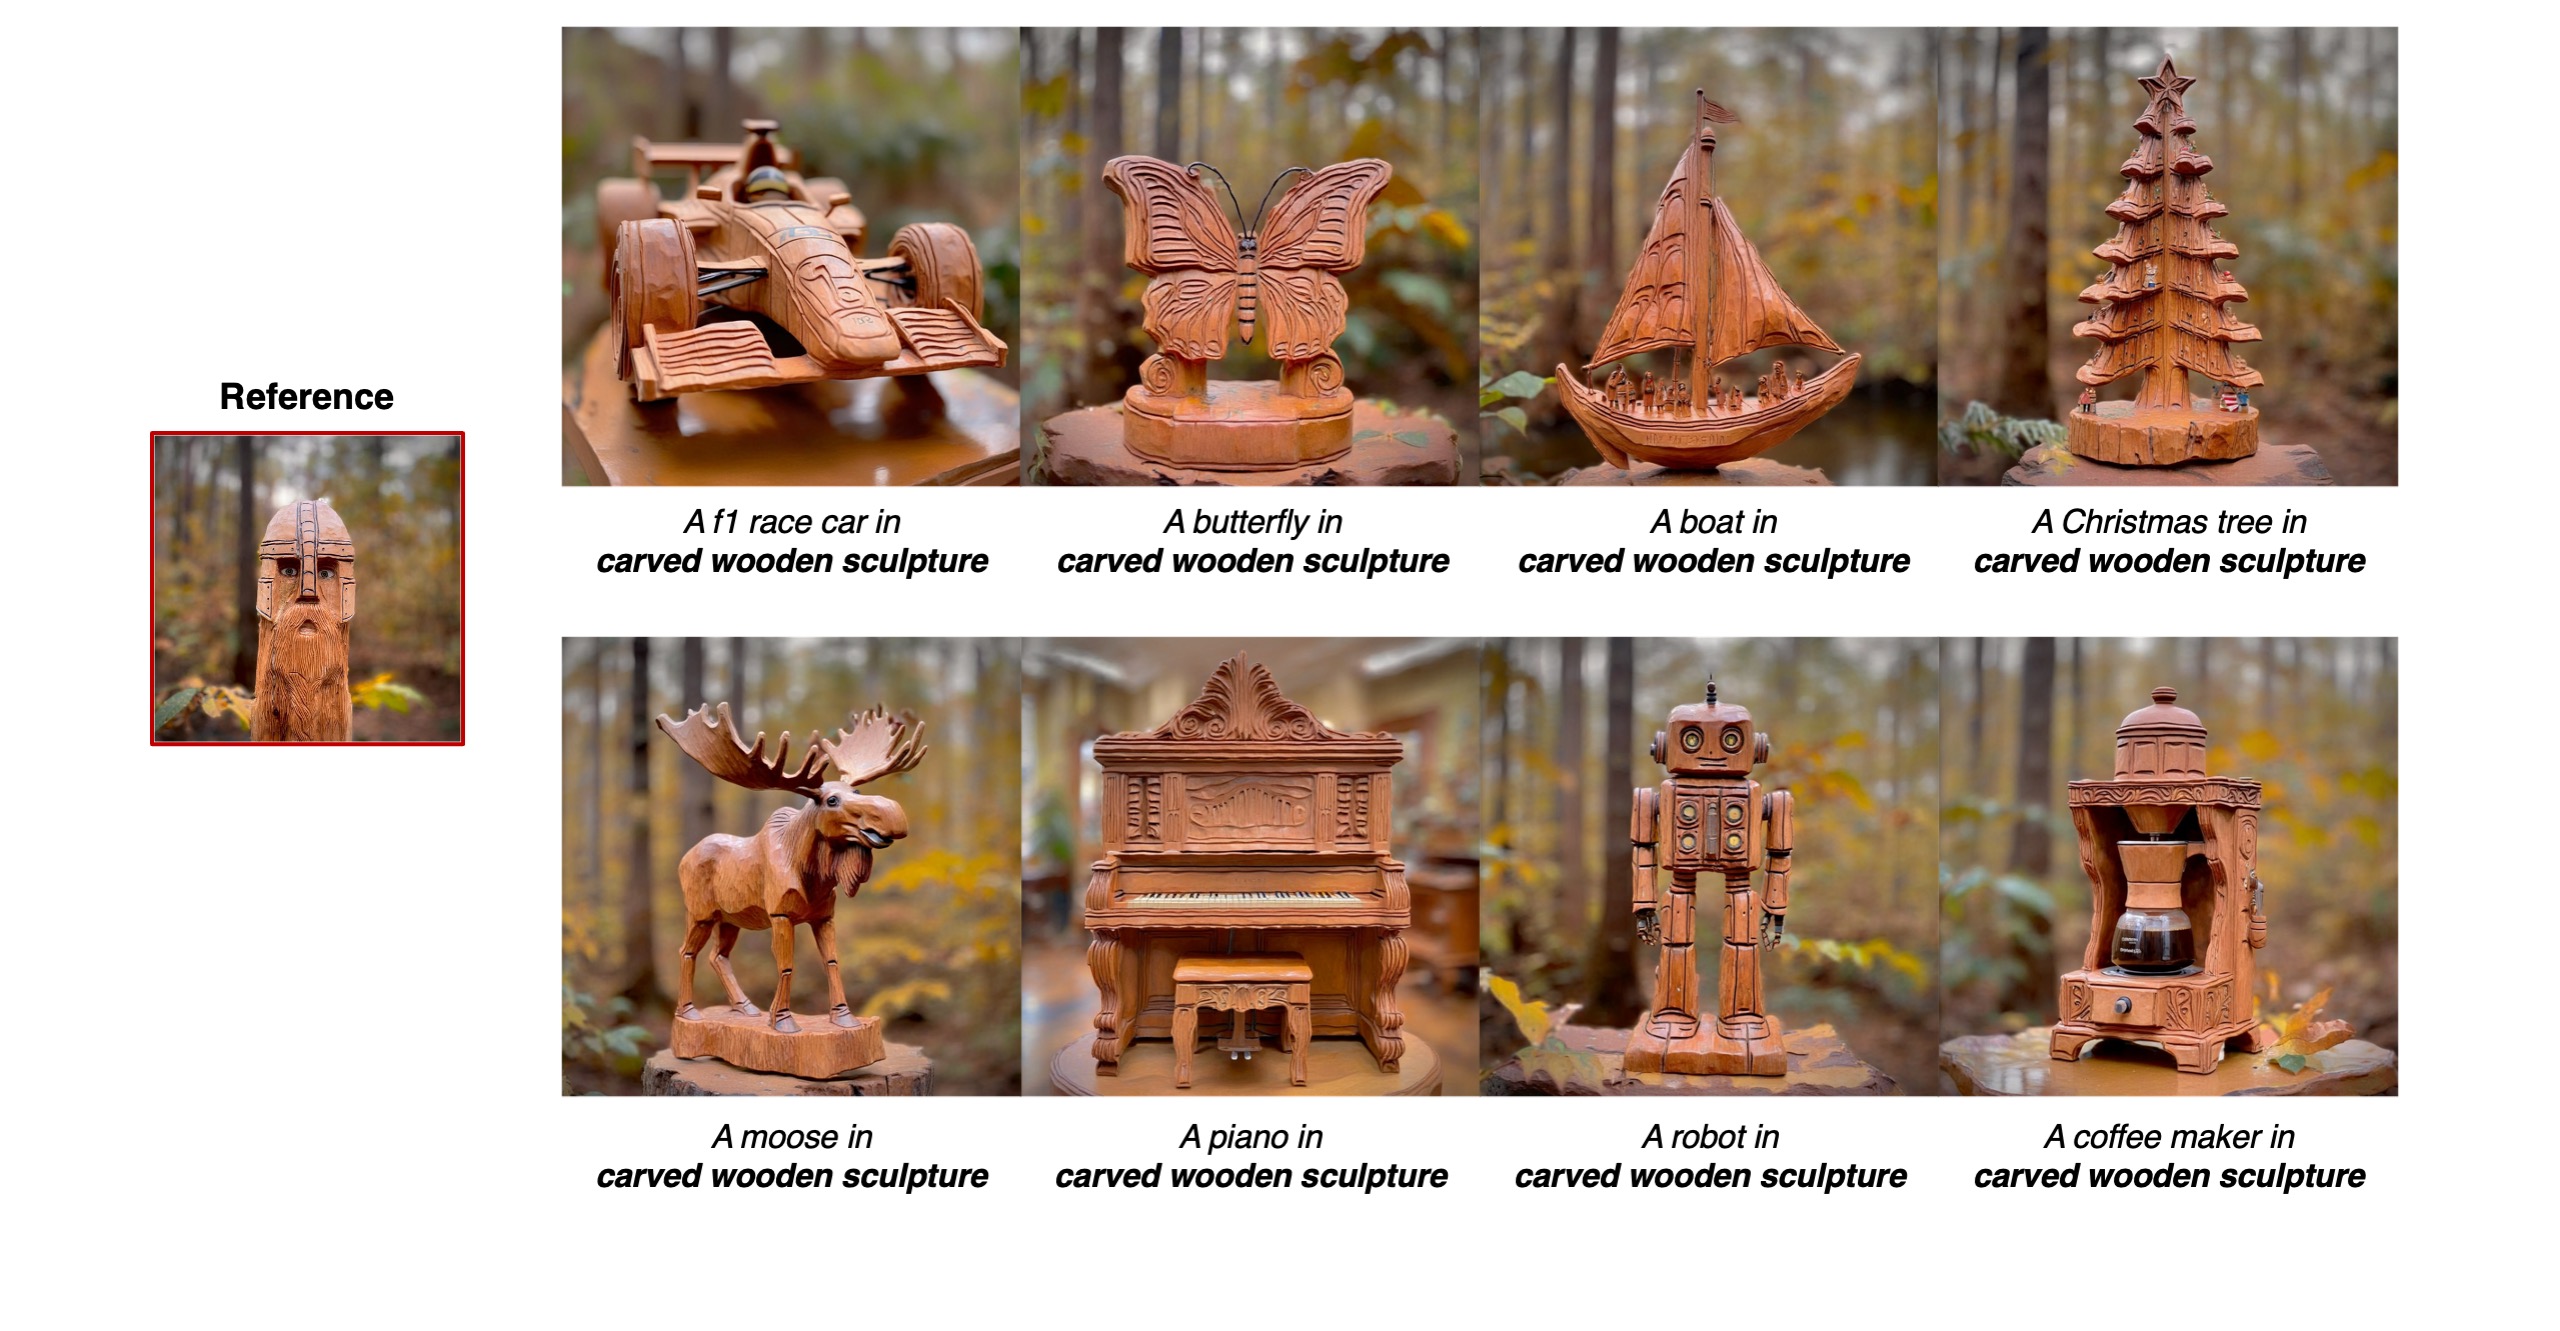 Reference
A f1 race car in
carved wooden sculpture
A butterfly in
carved wooden sculpture
A boat in
carved wooden sculpture
A Christmas tree in
carved wooden sculpture
A moose in
carved wooden sculpture
A piano in
carved wooden sculpture
A robot in
carved wooden sculpture
A coffee maker in
carved wooden sculpture